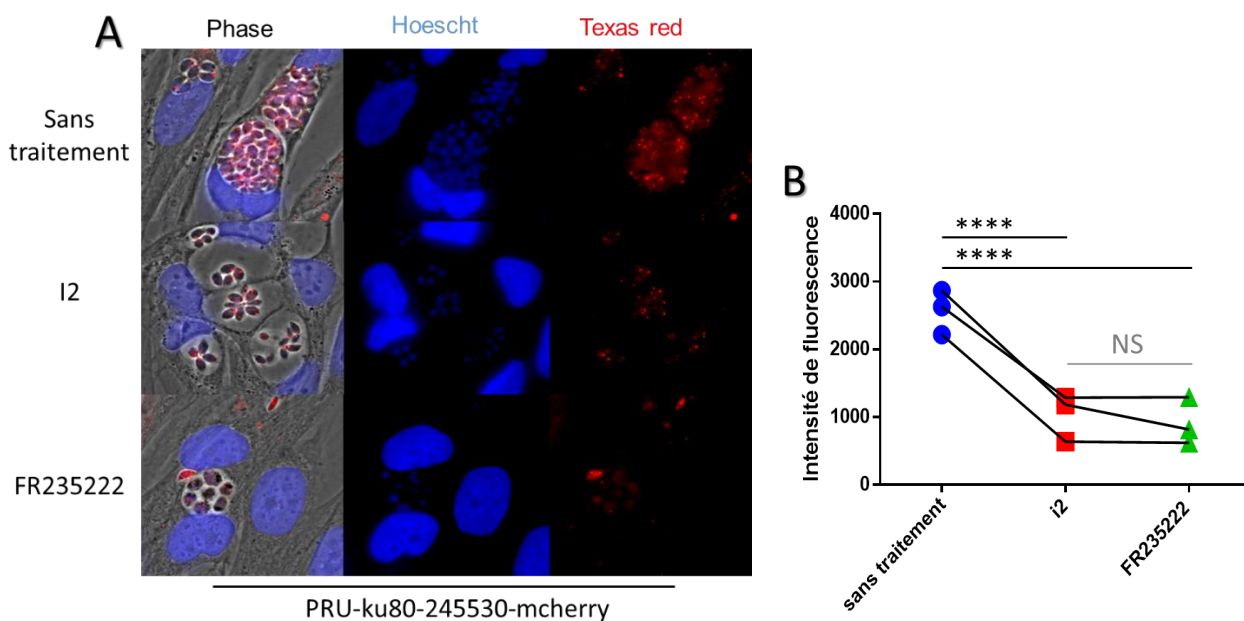 A
Phase
Hoescht
Texas red
Sans
traitement
I2
FR235222
PRU-ku80-245530-mcherry
B
Intensité de fluorescence
4000
3000
2000
1000
0
****
****
NS
sans traitement
i2
FR235222